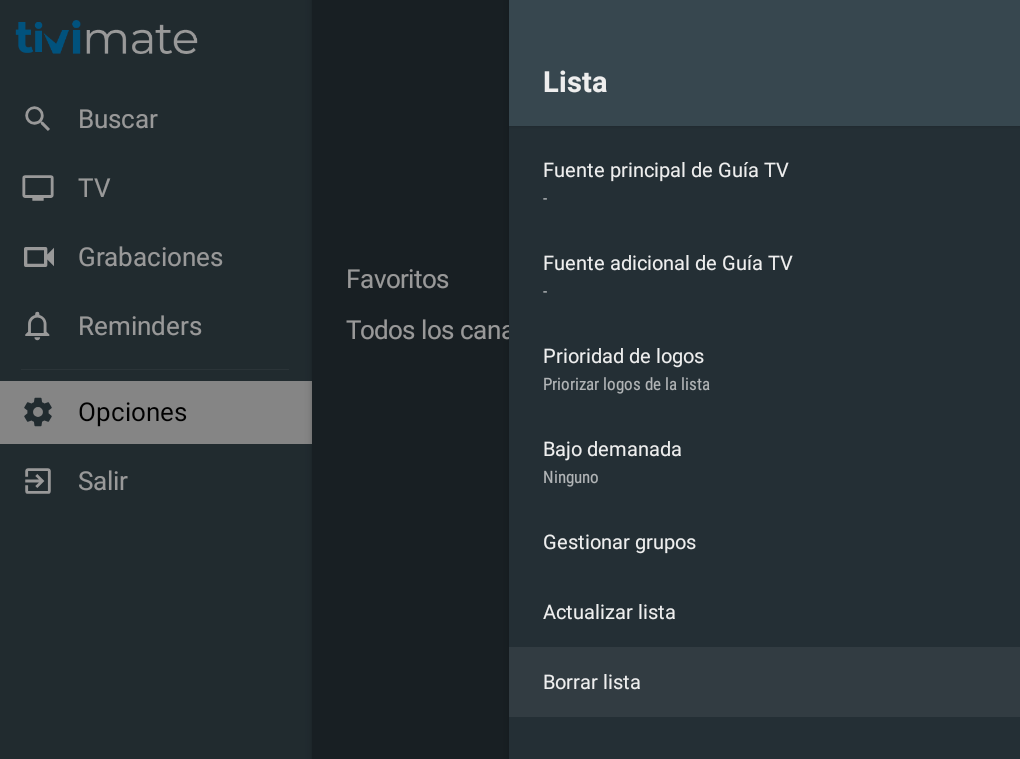 tivimate
Buscar
TV
Grabaciones
Reminders
Opciones
Salir
Favoritos
Todos los cana
Lista
Fuente principal de Guía TV
-
Fuente adicional de Guía TV
-
Prioridad de logos
Priorizar logos de la lista
Bajo demanada
Ninguno
Gestionar grupos
Actualizar lista
Borrar lista